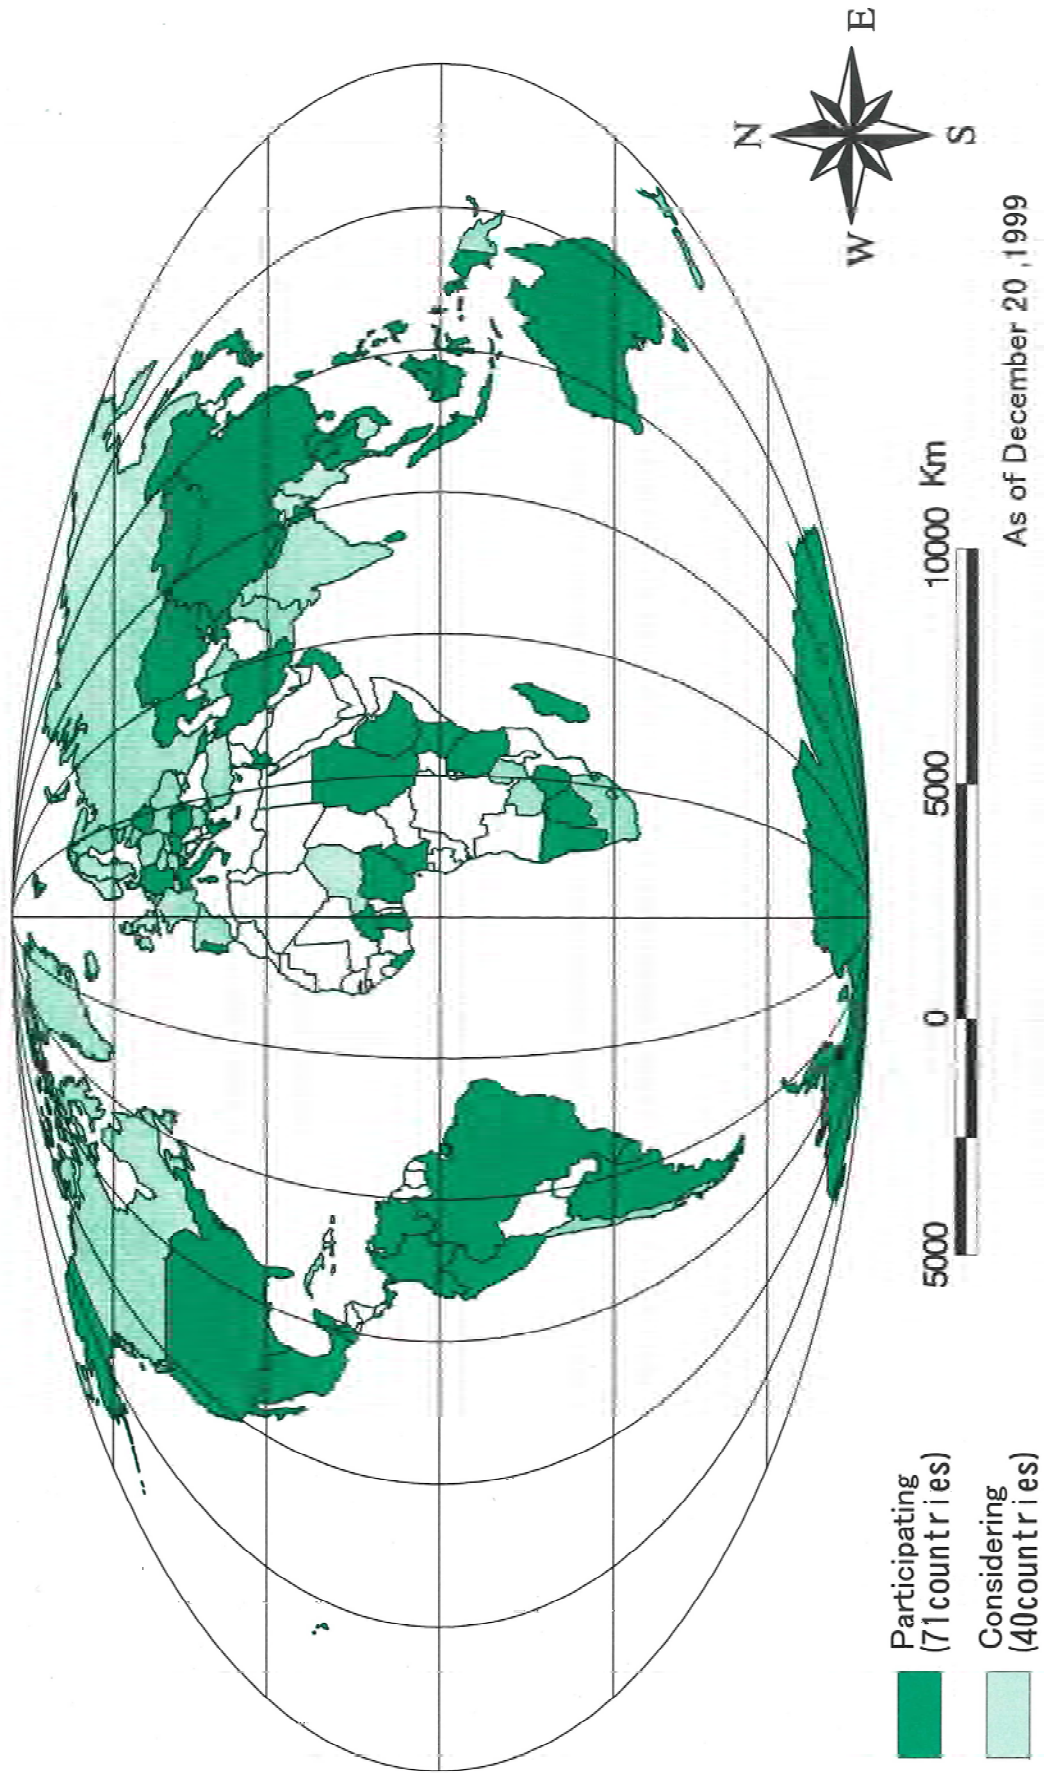 N
W
E
S
5000
0
5000
10000 Km
As of December 20 ,1999
Participating
(71countries)
Considering
(40countries)